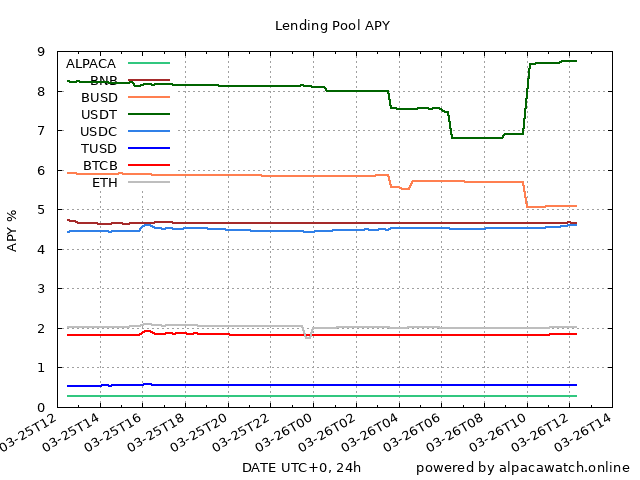 Lending Pool APY
9
8
7
6
5
4
3
2
1
0
APY %
ALPACA
BNB
BUSD
USDT
USDC
TUSD
BTCB
ETH
03-25T12
03-25T14
03-25T16
03-25T18
03-25T20
03-25T22
03-26T00
03-26T02
03-26T04
03-26T06
03-26T08
03-26T10
03-26T12
03-26T14
DATE UTC+0, 24h
powered by alpacawatch.online